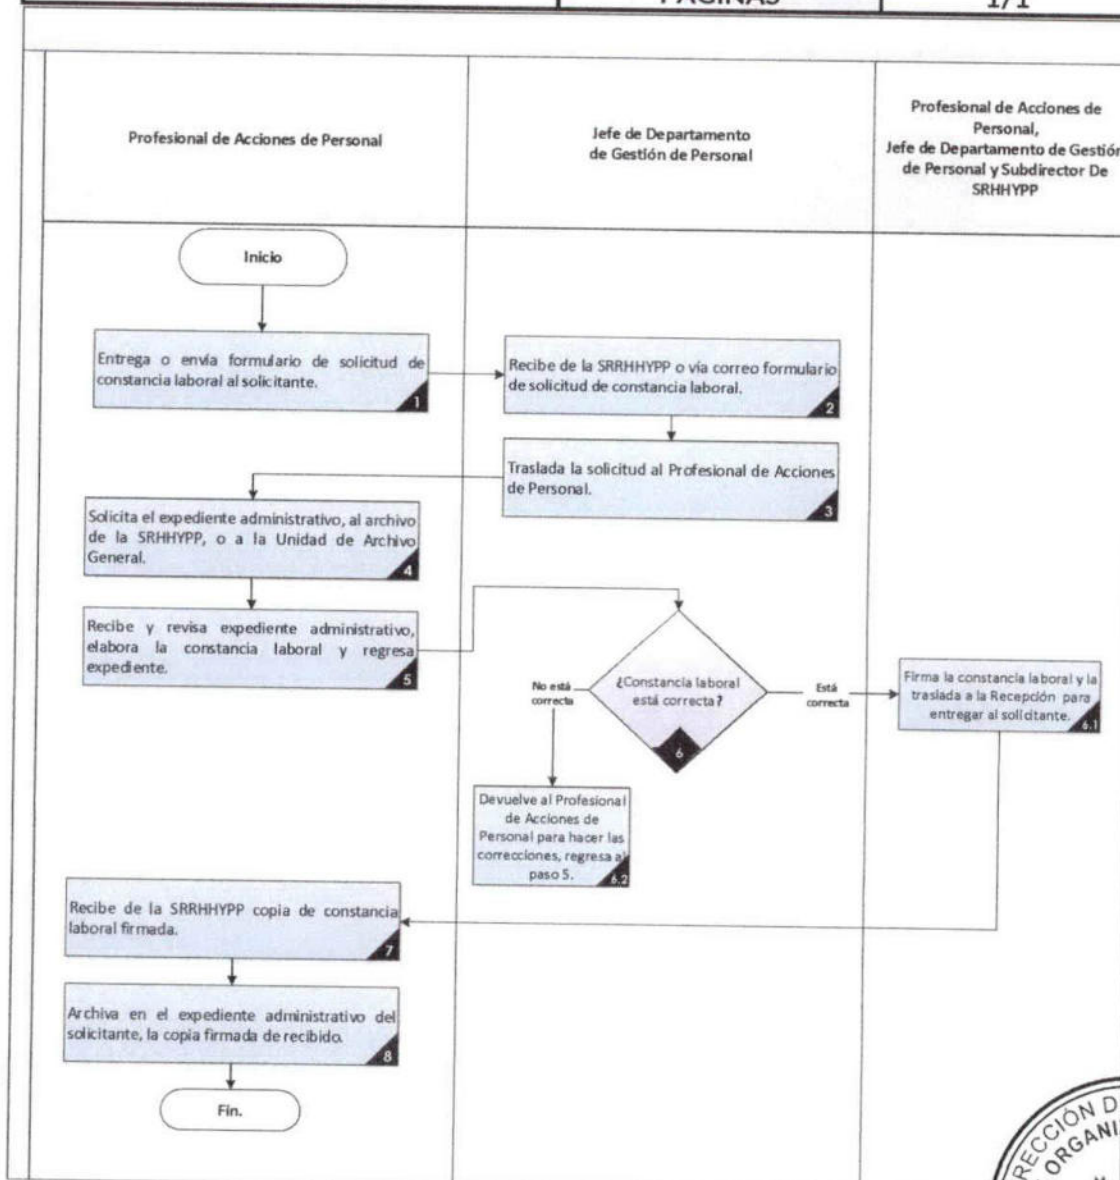 PÁGINAS
1/1
Profesional de Acciones de Personal
Jefe de Departamento
de Gestión de Personal
Profesional de Acciones de
Personal,
Jefe de Departamento de Gestión
de Personal y Subdirector De
SRHHYPP
Inicio
Entrega o envía formulario de solicitud de
constancia laboral al solicitante.
1
Recibe de la SRRHHYPP o vía correo formulario
de solicitud de constancia laboral.
2
Traslada la solicitud al Profesional de Acciones
de Personal.
3
Solicita el expediente administrativo, al archivo
de la SRHHYPP, o a la Unidad de Archivo
General.
4
Recibe y revisa expediente administrativo,
elabora la constancia laboral y regresa
expediente.
5
¿Constancia laboral
está correcta?
6
No está
correcta
Está
correcta
Firma la constancia laboral y la
traslada a la Recepción para
entregar al solicitante.
6.1
Devuelve al Profesional
de Acciones de
Personal para hacer las
correcciones, regresa al
paso 5.
6.2
Recibe de la SRRHHYPP copia de constancia
laboral firmada.
7
Archiva en el expediente administrativo del
solicitante, la copia firmada de recibido.
8
Fin.